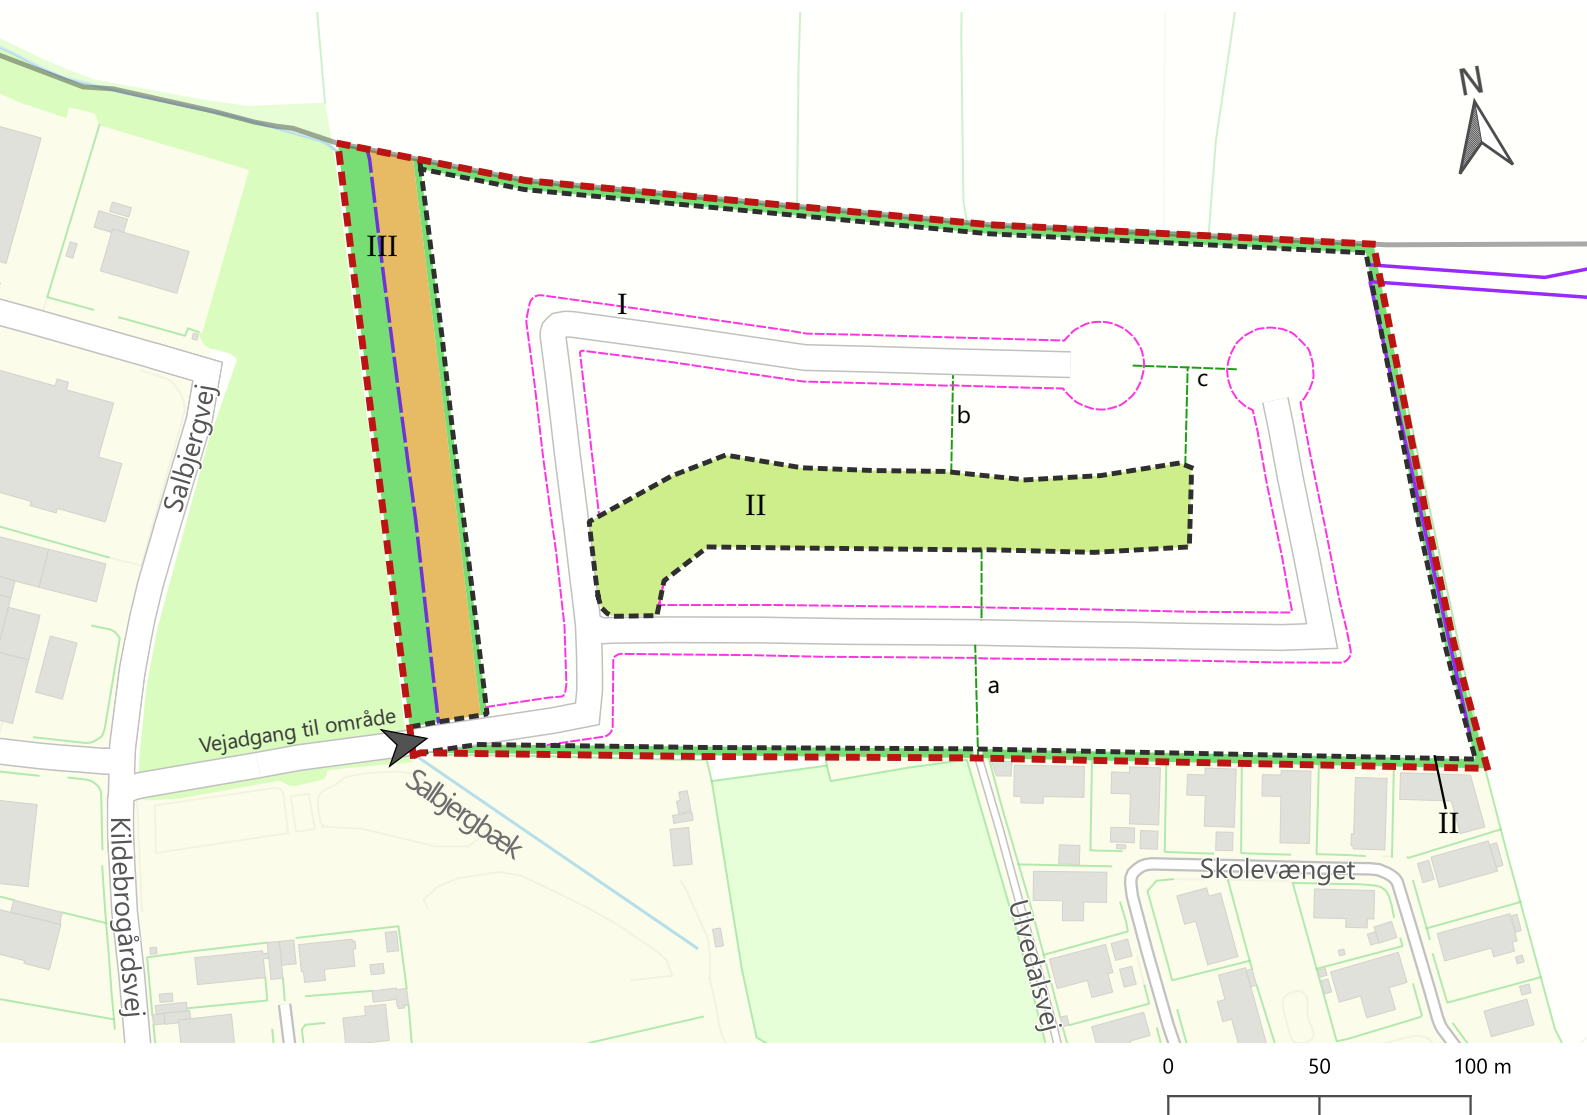 N
III
I
c
b
Salbjergvej
II
a
Vejadgang til område
Salbjergbæk
II
Kildebrogårdsvej
Skolevænget
Ulvedalsvej
0 50 100 m